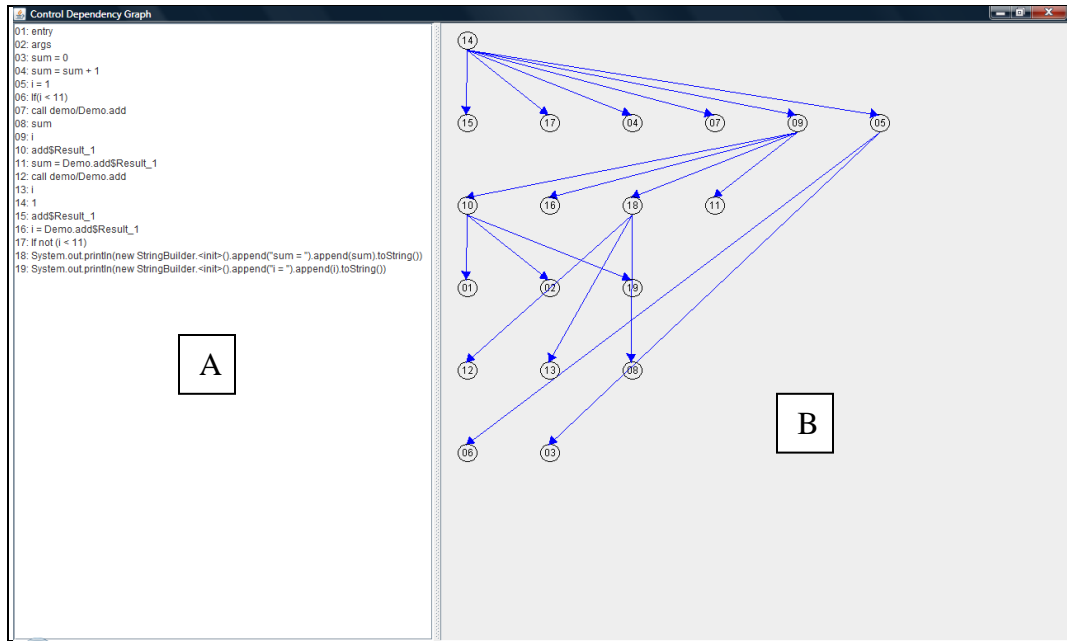 Control Dependency Graph
01: entry
02: args
03: sum = 0
04: sum = sum + 1
05: i = 1
06: If(i < 11)
07: call demo/Demo.add
08: sum
09: i
10: add$Result_1
11: sum = Demo.add$Result_1
12: call demo/Demo.add
13: i
14: 1
15: add$Result_1
16: i = Demo.add$Result_1
17: If not (i < 11)
18: System.out.println(new StringBuilder.<init>().append("sum = ").append(sum).toString())
19: System.out.println(new StringBuilder.<init>().append("i = ").append(i).toString())
A
14
15 17 04 07 09 05
10 16 18 11
01 02 19
12 13 08
B
06 03